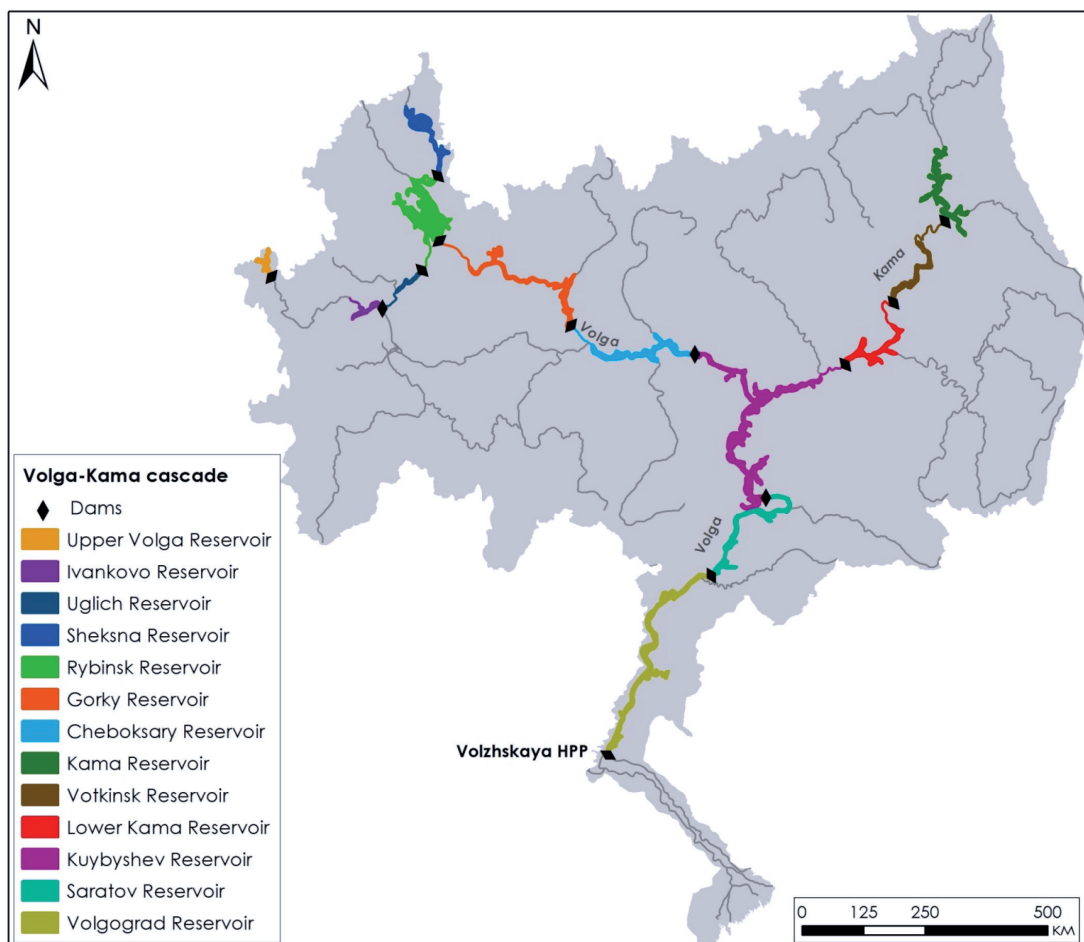 N
Kama
Volga
Volga
Volzhskaya HPP
Volga-Kama cascade
Dams
Upper Volga Reservoir
Ivankovo Reservoir
Uglich Reservoir
Sheksna Reservoir
Rybinsk Reservoir
Gorky Reservoir
Cheboksary Reservoir
Kama Reservoir
Votkinsk Reservoir
Lower Kama Reservoir
Kuybyshev Reservoir
Saratov Reservoir
Volgograd Reservoir
0 125 250 500
KM